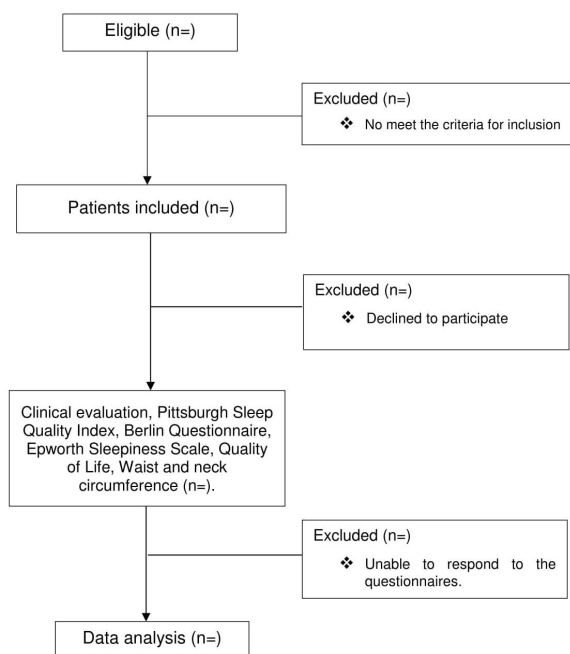 Eligible (n=)
Excluded (n=)
❖ No meet the criteria for inclusion
Patients included (n=)
Excluded (n=)
❖ Declined to participate
Clinical evaluation, Pittsburgh Sleep
Quality Index, Berlin Questionnaire,
Epworth Sleepiness Scale, Quality
of Life, Waist and neck
circumference (n=).
Excluded (n=)
❖ Unable to respond to the
questionnaires.
Data analysis (n=)